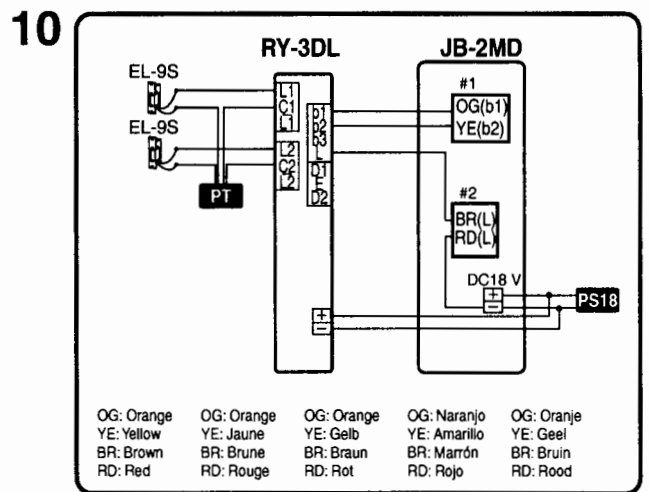 10
RY-3DL
JB-2MD
EL-9S
#1
L1
C1
L1
b1
b2
b3
L
OG(b1)
YE(b2)
EL-9S
L2
C2
L2
D1
E
D2
PT
#2
BR(L)
RD(L)
DC18 V
+
−
PS18
+
−
OG: Orange OG: Orange OG: Orange OG: Naranjo OG: Oranje
YE: Yellow YE: Jaune YE: Gelb YE: Amarillo YE: Geel
BR: Brown BR: Brune BR: Braun BR: Marrón BR: Bruin
RD: Red RD: Rouge RD: Rot RD: Rojo RD: Rood